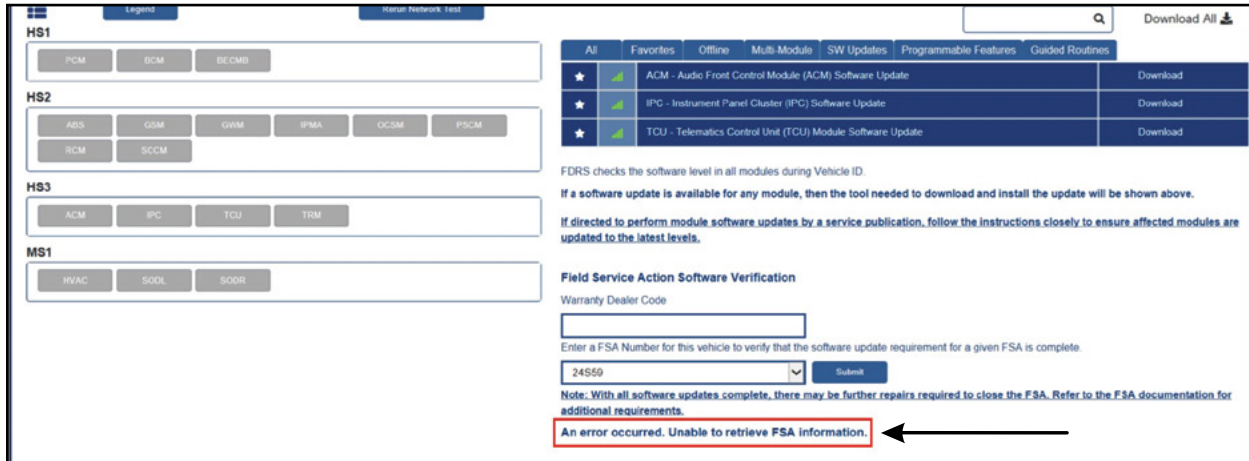 Legend
Rerun Network Test
Download All
HS1
PCM BCM BECMB
HS2
ABS GSM GWM IPMA OCSM PSCM
RCM SCCM
HS3
ACM IPC TCU TRM
MS1
HVAC SODL SODR
All Favorites Offline Multi-Module SW Updates Programmable Features Guided Routines
ACM - Audio Front Control Module (ACM) Software Update Download
IPC - Instrument Panel Cluster (IPC) Software Update Download
TCU - Telematics Control Unit (TCU) Module Software Update Download
FDRS checks the software level in all modules during Vehicle ID.
If a software update is available for any module, then the tool needed to download and install the update will be shown above.
If directed to perform module software updates by a service publication, follow the instructions closely to ensure affected modules are
updated to the latest levels.
Field Service Action Software Verification
Warranty Dealer Code
Enter a FSA Number for this vehicle to verify that the software update requirement for a given FSA is complete.
24S59 Submit
Note: With all software updates complete, there may be further repairs required to close the FSA. Refer to the FSA documentation for
additional requirements.
An error occurred. Unable to retrieve FSA information.